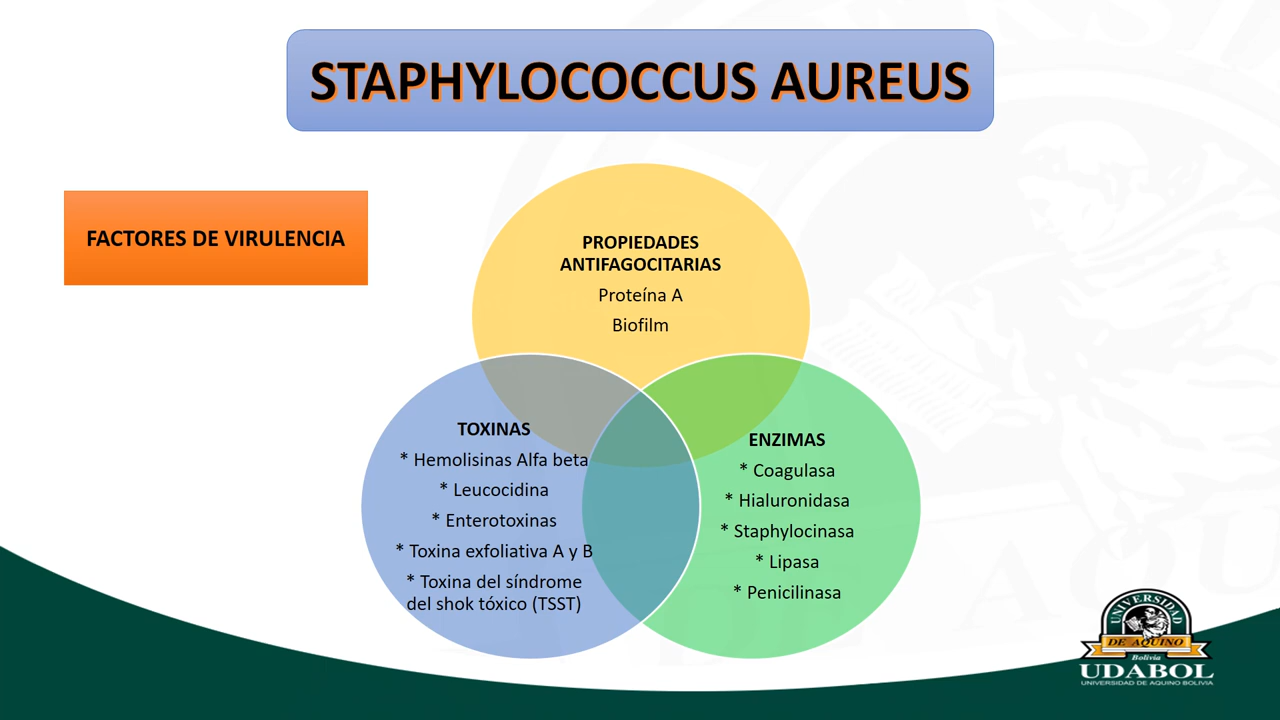 STAPHYLOCOCCUS AUREUS
FACTORES DE VIRULENCIA
PROPIEDADES
ANTIFAGOCITARIAS
Proteína A
Biofilm
TOXINAS
* Hemolisinas Alfa beta
* Leucocidina
* Enterotoxinas
* Toxina exfoliativa A y B
* Toxina del síndrome
del shok tóxico (TSST)
ENZIMAS
* Coagulasa
* Hialuronidasa
* Staphylocinasa
* Lipasa
* Penicilinasa
UNIVERSIDAD
DE AQUINO
Bolivia
UDABOL
UNIVERSIDAD DE AQUINO BOLIVIA